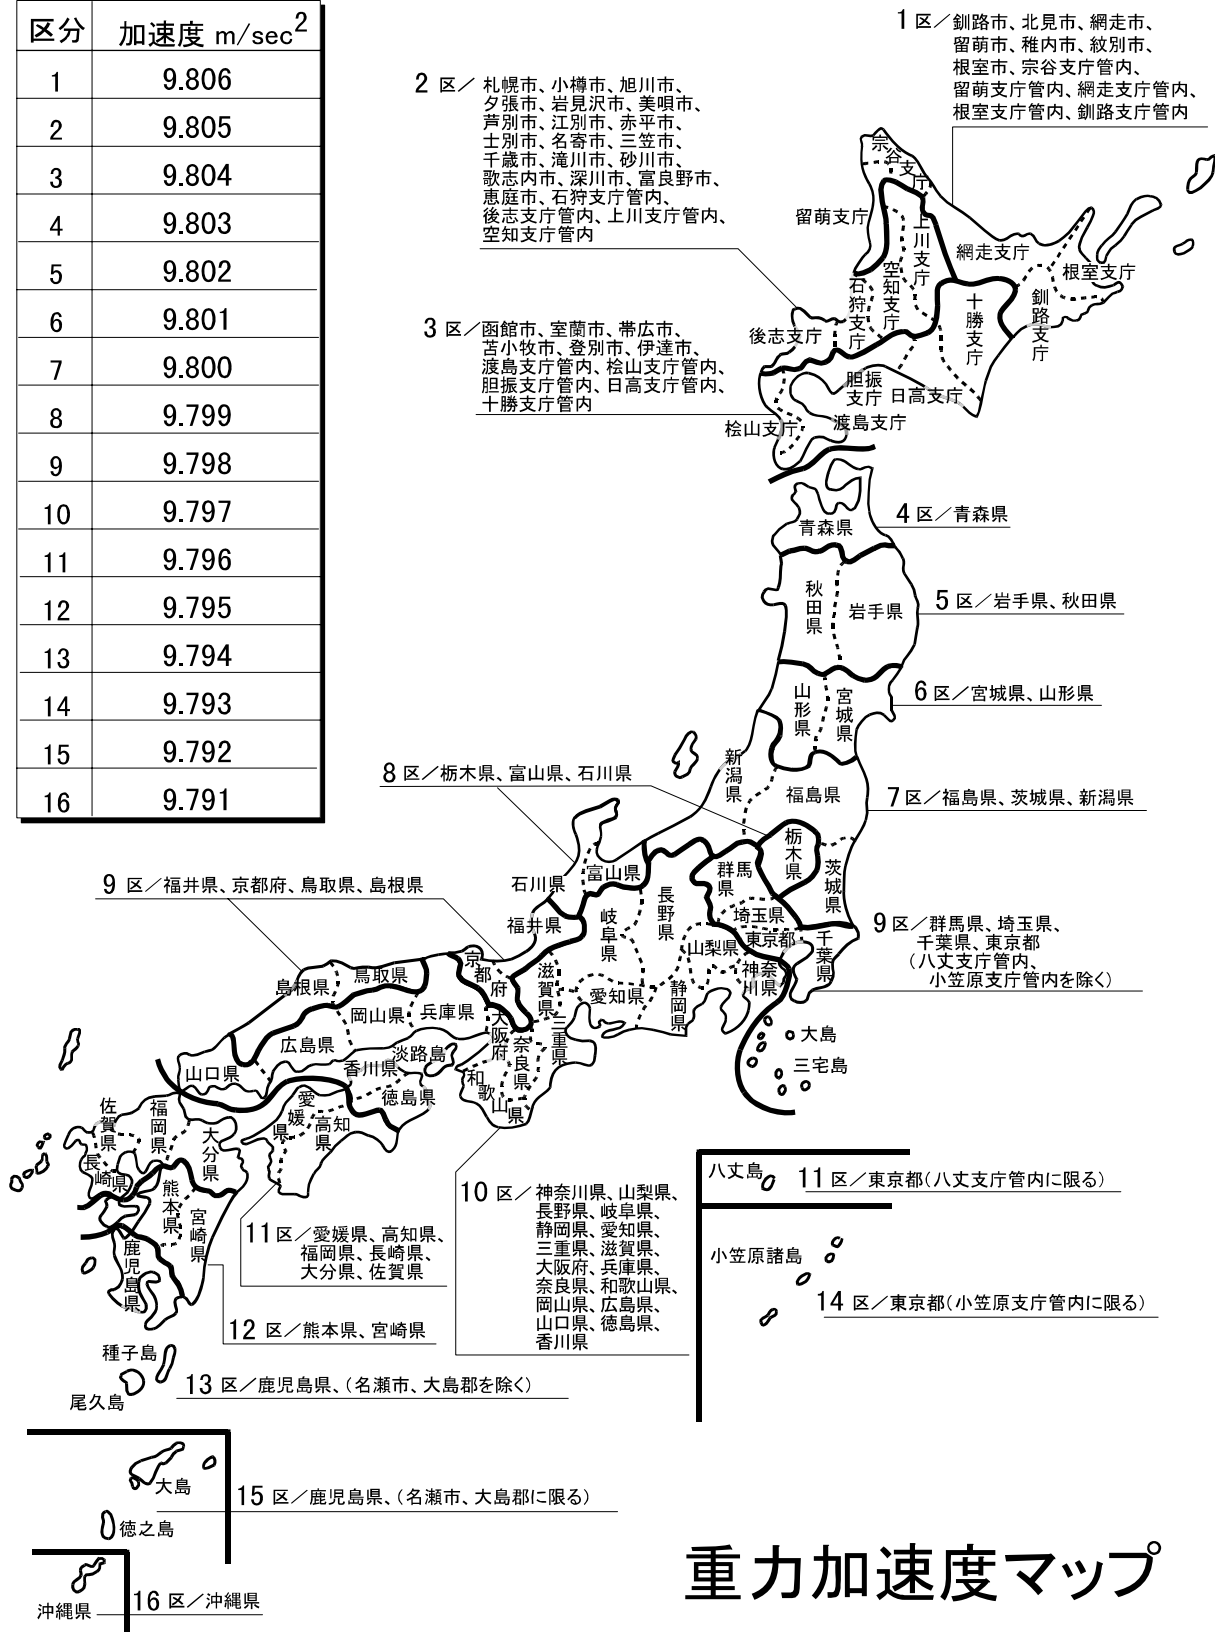 区分 加速度 m/sec2
1 9.806
2 9.805
3 9.804
4 9.803
5 9.802
6 9.801
7 9.800
8 9.799
9 9.798
10 9.797
11 9.796
12 9.795
13 9.794
14 9.793
15 9.792
16 9.791
1 区／釧路市、北見市、網走市、
留萌市、稚内市、紋別市、
根室市、宗谷支庁管内、
留萌支庁管内、網走支庁管内、
根室支庁管内、釧路支庁管内
2 区／札幌市、小樽市、旭川市、
夕張市、岩見沢市、美唄市、
芦別市、江別市、赤平市、
士別市、名寄市、三笠市、
千歳市、滝川市、砂川市、
歌志内市、深川市、富良野市、
恵庭市、石狩支庁管内、
後志支庁管内、上川支庁管内、
空知支庁管内
3 区／函館市、室蘭市、帯広市、
苫小牧市、登別市、伊達市、
渡島支庁管内、桧山支庁管内、
胆振支庁管内、日高支庁管内、
十勝支庁管内
宗谷支庁
留萌支庁
上川支庁
網走支庁
根室支庁
空知支庁
石狩支庁
十勝支庁
釧路支庁
後志支庁
胆振
支庁
日高支庁
桧山支庁
渡島支庁
青森県
4 区／青森県
秋田県
岩手県
5 区／岩手県、秋田県
山形県
宮城県
6 区／宮城県、山形県
新潟県
福島県
7 区／福島県、茨城県、新潟県
8 区／栃木県、富山県、石川県
栃木県
茨城県
群馬
県
富山県
石川県
9 区／福井県、京都府、鳥取県、島根県
福井県
岐阜県
長野県
埼玉県
東京都
山梨県
神奈
川県
千葉県
9 区／群馬県、埼玉県、
千葉県、東京都
（八丈支庁管内、
小笠原支庁管内を除く）
京都府
滋賀県
愛知県
静岡県
鳥取県
島根県
岡山県
兵庫県
大阪府
三重県
奈良県
広島県
山口県
香川県
淡路島
徳島県
和歌山県
愛媛県
高知
県
大島
三宅島
佐賀県
福岡県
大分県
長崎県
熊本県
宮崎県
鹿児島県
10 区／神奈川県、山梨県、
長野県、岐阜県、
静岡県、愛知県、
三重県、滋賀県、
大阪府、兵庫県、
奈良県、和歌山県、
岡山県、広島県、
山口県、徳島県、
香川県
11 区／愛媛県、高知県、
福岡県、長崎県、
大分県、佐賀県
12 区／熊本県、宮崎県
八丈島
11 区／東京都（八丈支庁管内に限る）
小笠原諸島
14 区／東京都（小笠原支庁管内に限る）
種子島
尾久島
13 区／鹿児島県、（名瀬市、大島郡を除く）
大島
15 区／鹿児島県、（名瀬市、大島郡に限る）
徳之島
沖縄県
16 区／沖縄県
重力加速度マップ